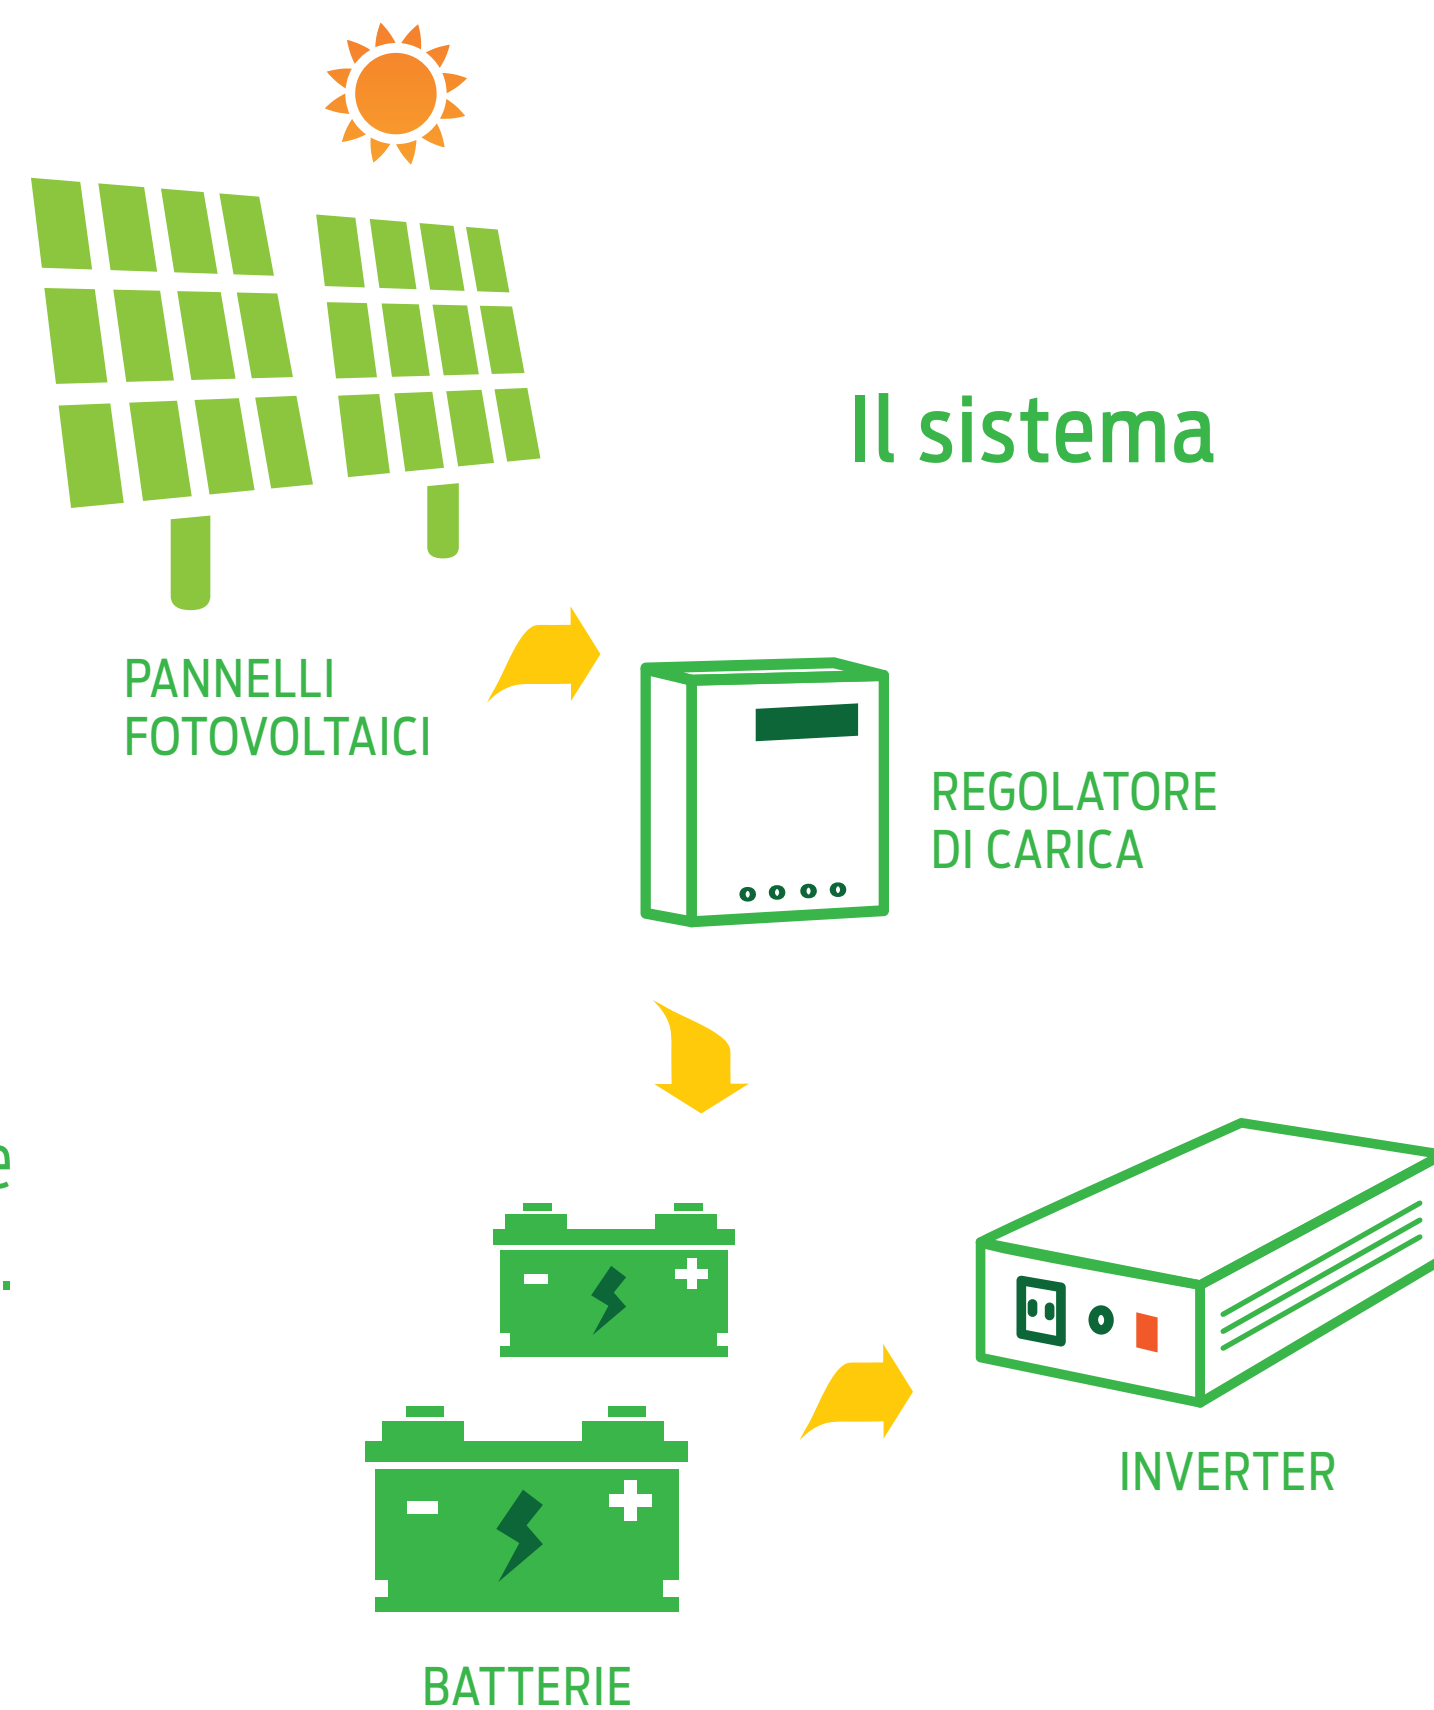 Il sistema
PANNELLI
FOTOVOLTAICI
REGOLATORE
DI CARICA
e
.
INVERTER
BATTERIE